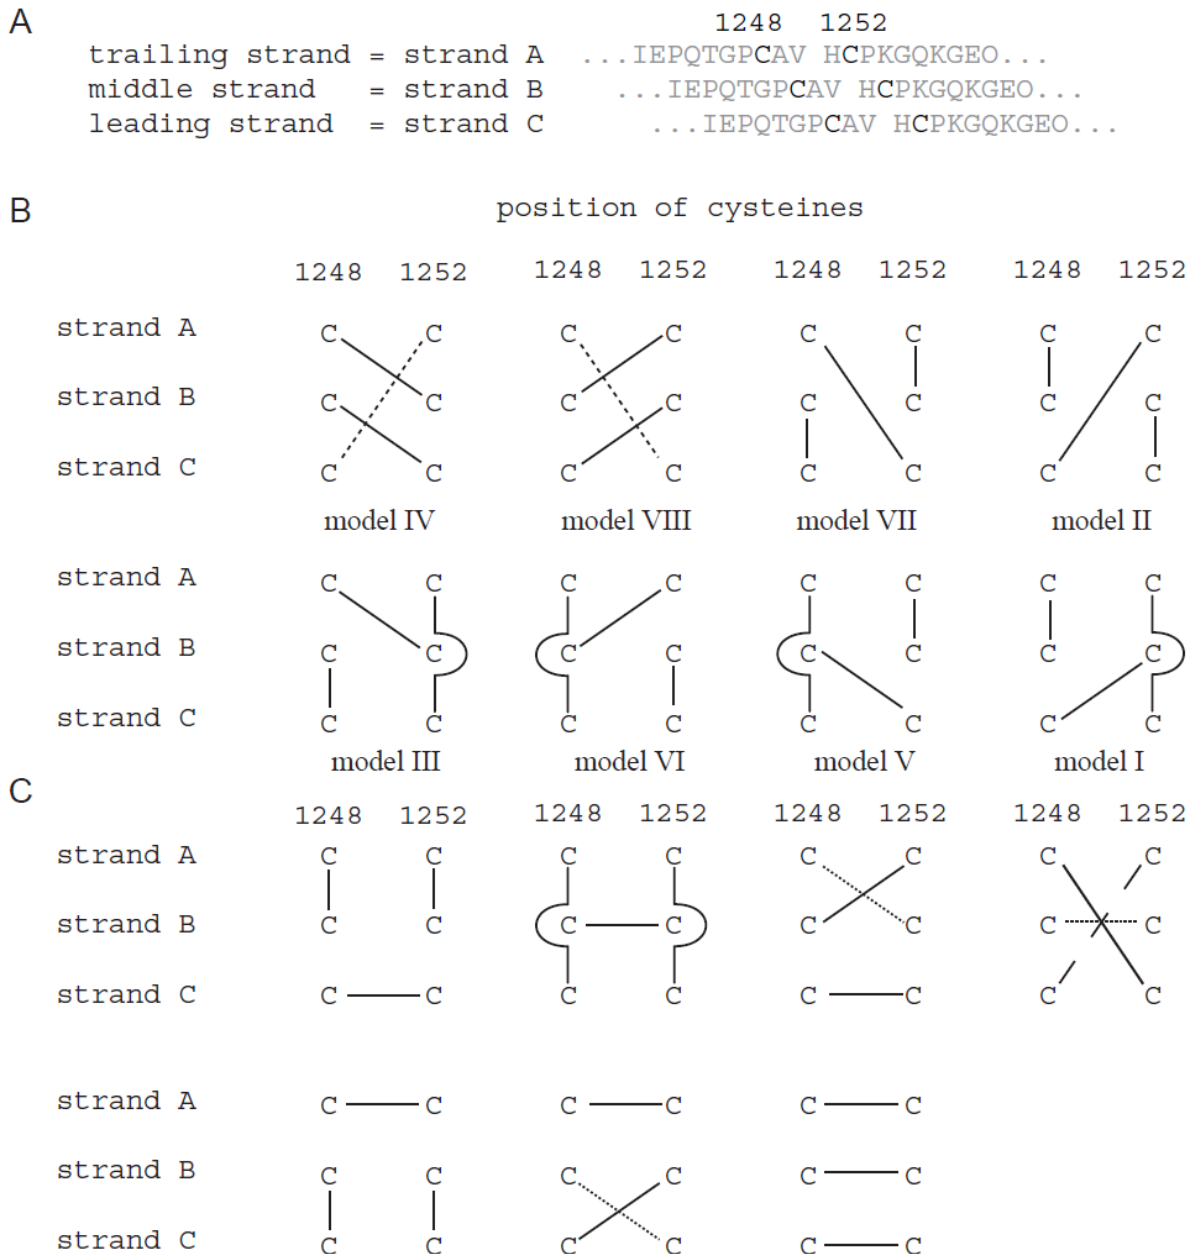 A
1248 1252
trailing strand = strand A ...IEPQTGPCAV HCPKGQKGEO...
middle strand = strand B ...IEPQTGPCAV HCPKGQKGEO...
leading strand = strand C ...IEPQTGPCAV HCPKGQKGEO...
B
position of cysteines
1248 1252 1248 1252 1248 1252 1248 1252
strand A C C C C C C C C
strand B C C C C C C C C
strand C C C C C C C C C
model IV model VIII model VII model II
strand A C C C C C C C C
strand B C C C C C C C C
strand C C C C C C C C C
model III model VI model V model I
C
1248 1252 1248 1252 1248 1252 1248 1252
strand A C C C C C C C C
strand B C C C C C C C C
strand C C C C C C C C C
strand A C C C C C C
strand B C C C C C C
strand C C C C C C C